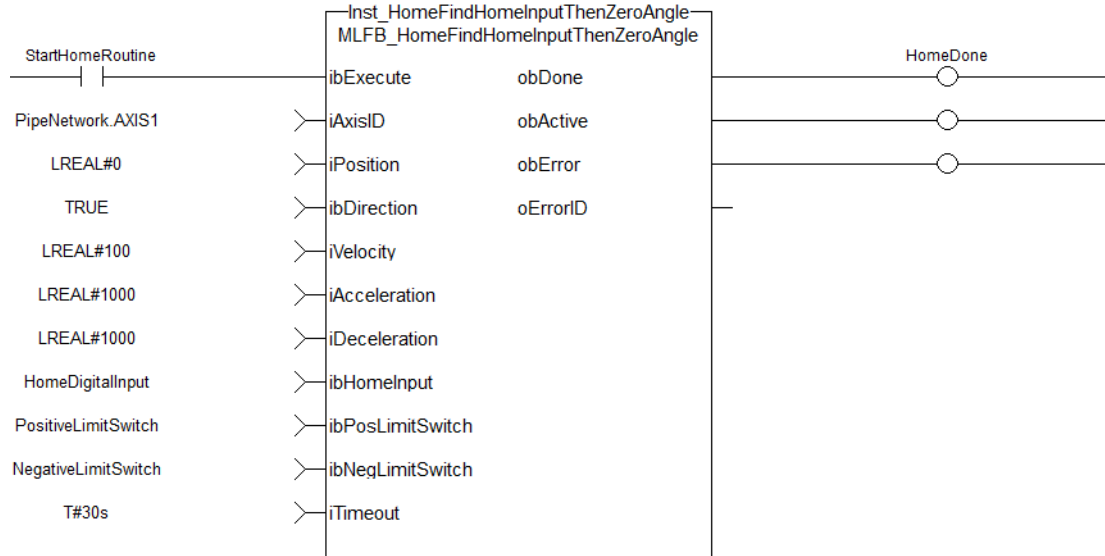 Inst_HomeFindHomeInputThenZeroAngle
MLFB_HomeFindHomeInputThenZeroAngle
StartHomeRoutine
HomeDone
ibExecute obDone
PipeNetwork.AXIS1 iAxisID obActive
LREAL#0 iPosition obError
TRUE ibDirection oErrorID
LREAL#100 iVelocity
LREAL#1000 iAcceleration
LREAL#1000 iDeceleration
HomeDigitalInput ibHomeInput
PositiveLimitSwitch ibPosLimitSwitch
NegativeLimitSwitch ibNegLimitSwitch
T#30s iTimeout